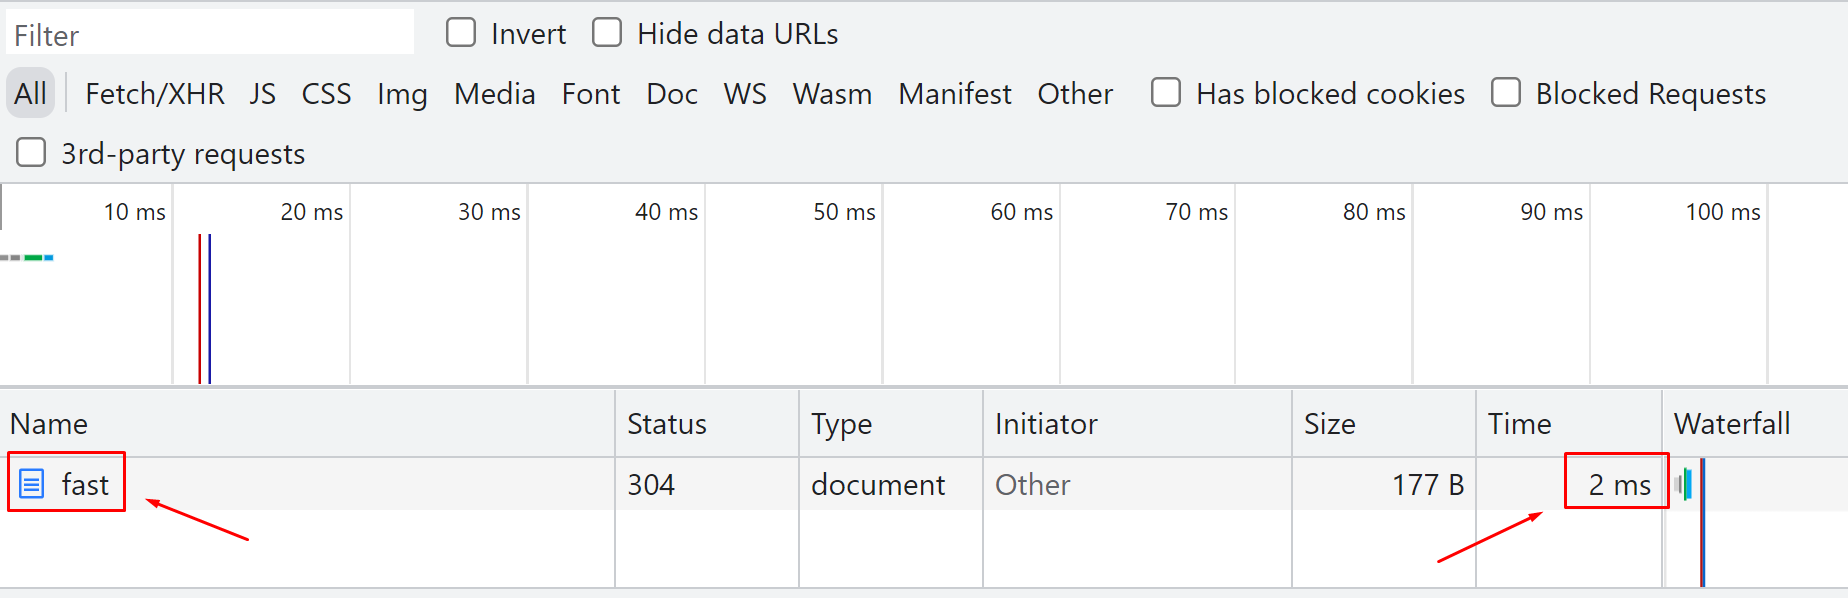 Filter Invert Hide data URLs
All Fetch/XHR JS CSS Img Media Font Doc WS Wasm Manifest Other Has blocked cookies Blocked Requests
3rd-party requests
10 ms 20 ms 30 ms 40 ms 50 ms 60 ms 70 ms 80 ms 90 ms 100 ms
Name Status Type Initiator Size Time Waterfall
fast 304 document Other 177 B 2 ms